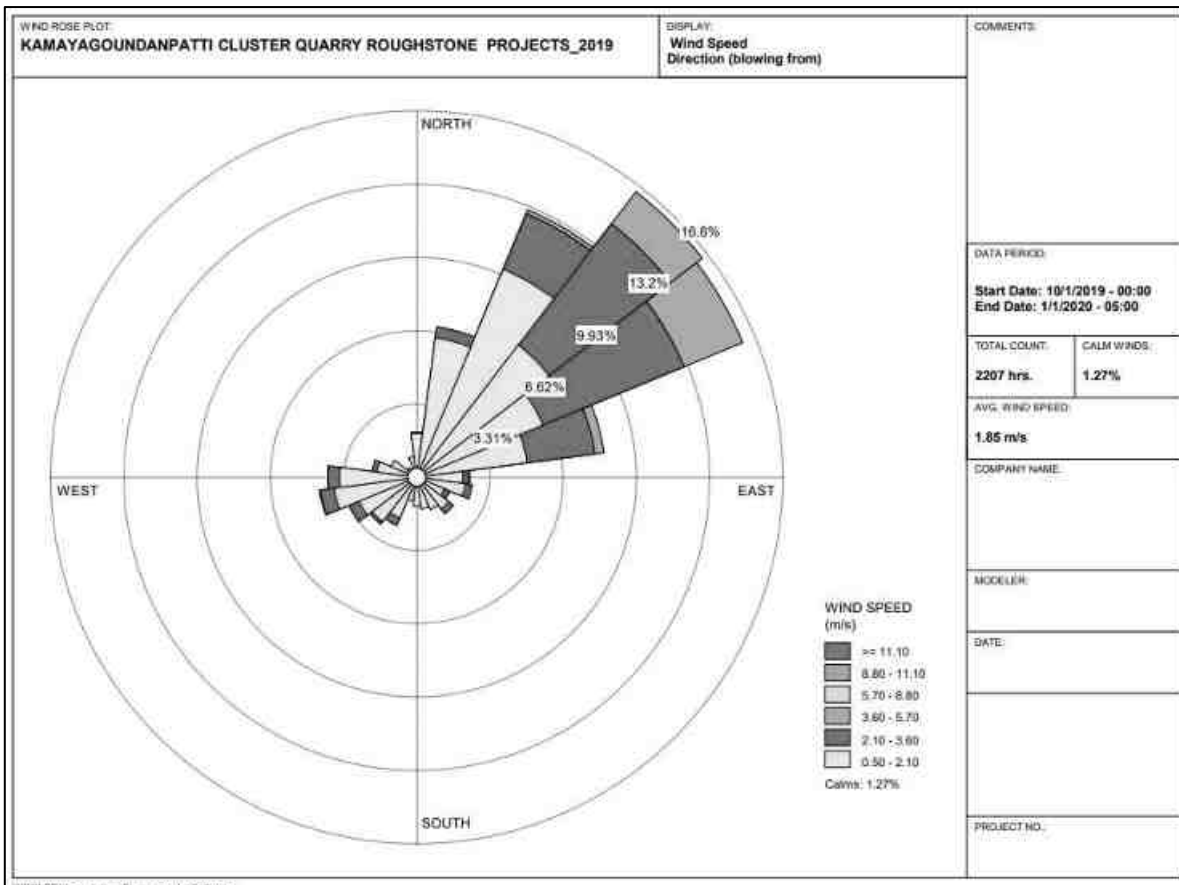 WIND ROSE PLOT:
KAMAYAGOUNDANPATTI CLUSTER QUARRY ROUGHSTONE PROJECTS_2019
DISPLAY:
Wind Speed
Direction (blowing from)
COMMENTS:
NORTH
16.6%
13.2%
9.93%
6.62%
3.31%
WEST
EAST
SOUTH
WIND SPEED
(m/s)
>= 11.10
8.80 - 11.10
5.70 - 8.80
3.60 - 5.70
2.10 - 3.60
0.50 - 2.10
Calms: 1.27%
DATA PERIOD:
Start Date: 10/1/2019 - 00:00
End Date: 1/1/2020 - 05:00
TOTAL COUNT:
2207 hrs.
CALM WINDS:
1.27%
AVG. WIND SPEED:
1.85 m/s
COMPANY NAME:
MODELER:
DATE:
PROJECT NO.: